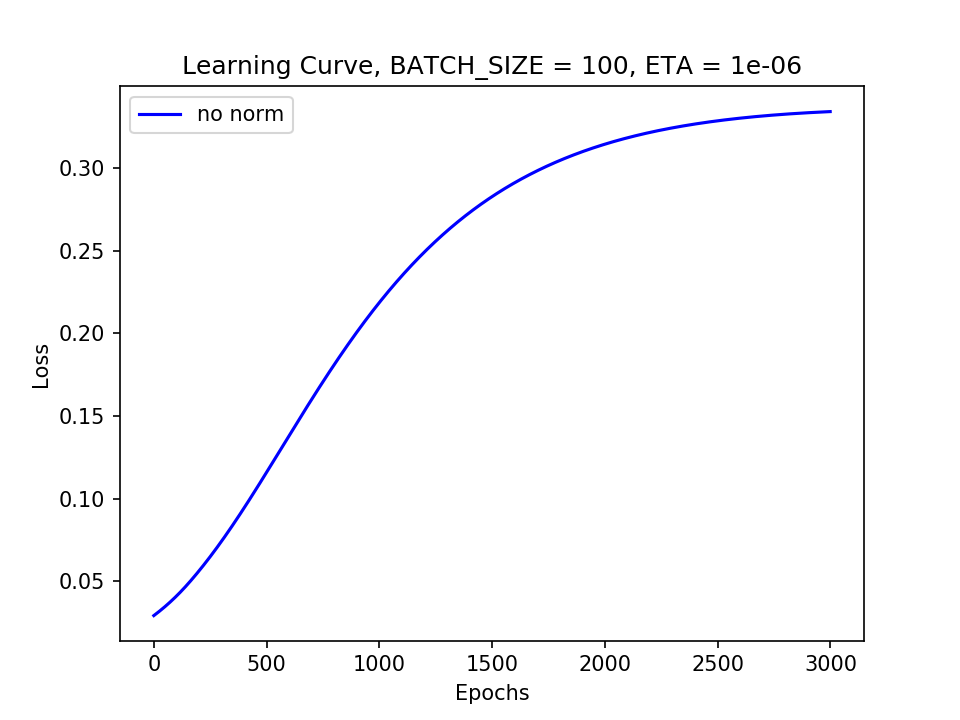 Learning Curve, BATCH_SIZE = 100, ETA = 1e-06
no norm
0.30
0.25
0.20
0.15
0.10
0.05
Loss
0 500 1000 1500 2000 2500 3000
Epochs